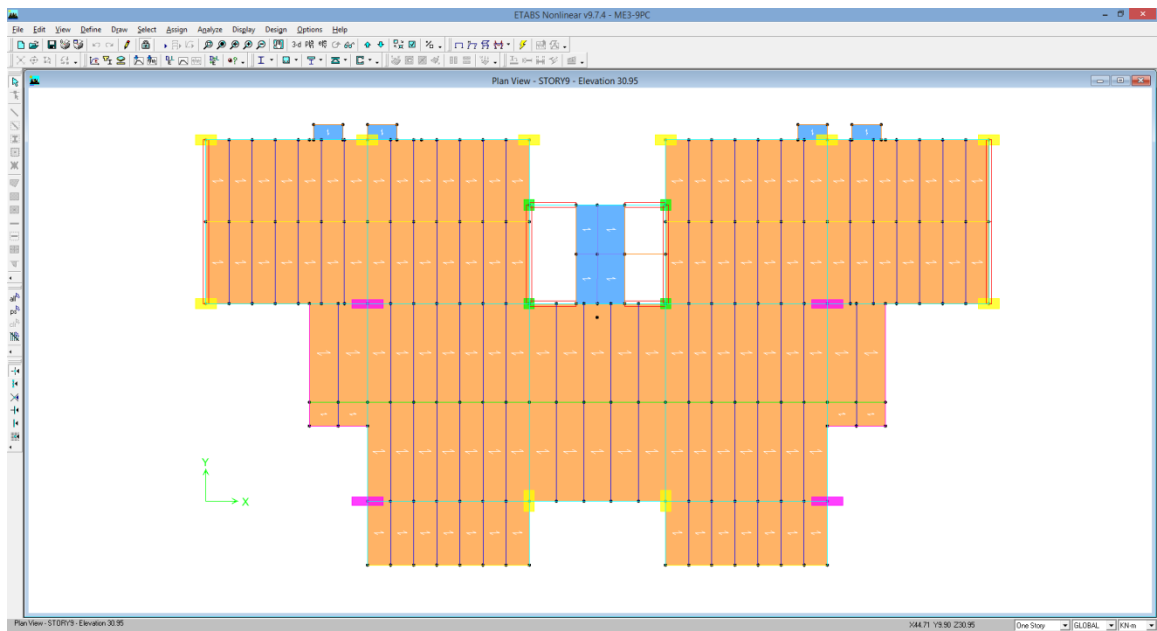 ETABS Nonlinear v9.7.4 - ME3-9PC
File Edit View Define Draw Select Assign Analyze Display Design Options Help
3-d
Plan View - STORY9 - Elevation 30.95
Y
X
Plan View - STORY9 - Elevation 30.95 X44.71 Y9.90 Z30.95 One Story GLOBAL KN-m